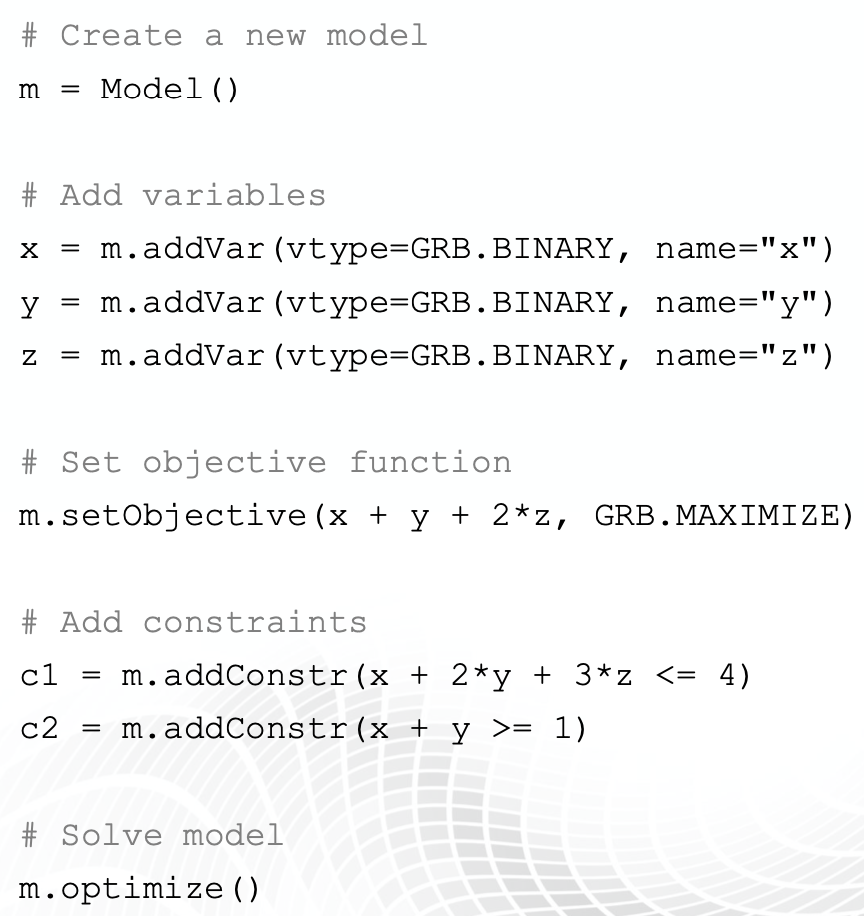 # Create a new model
m = Model()
# Add variables
x = m.addVar(vtype=GRB.BINARY, name="x")
y = m.addVar(vtype=GRB.BINARY, name="y")
z = m.addVar(vtype=GRB.BINARY, name="z")
# Set objective function
m.setObjective(x + y + 2*z, GRB.MAXIMIZE)
# Add constraints
c1 = m.addConstr(x + 2*y + 3*z <= 4)
c2 = m.addConstr(x + y >= 1)
# Solve model
m.optimize()